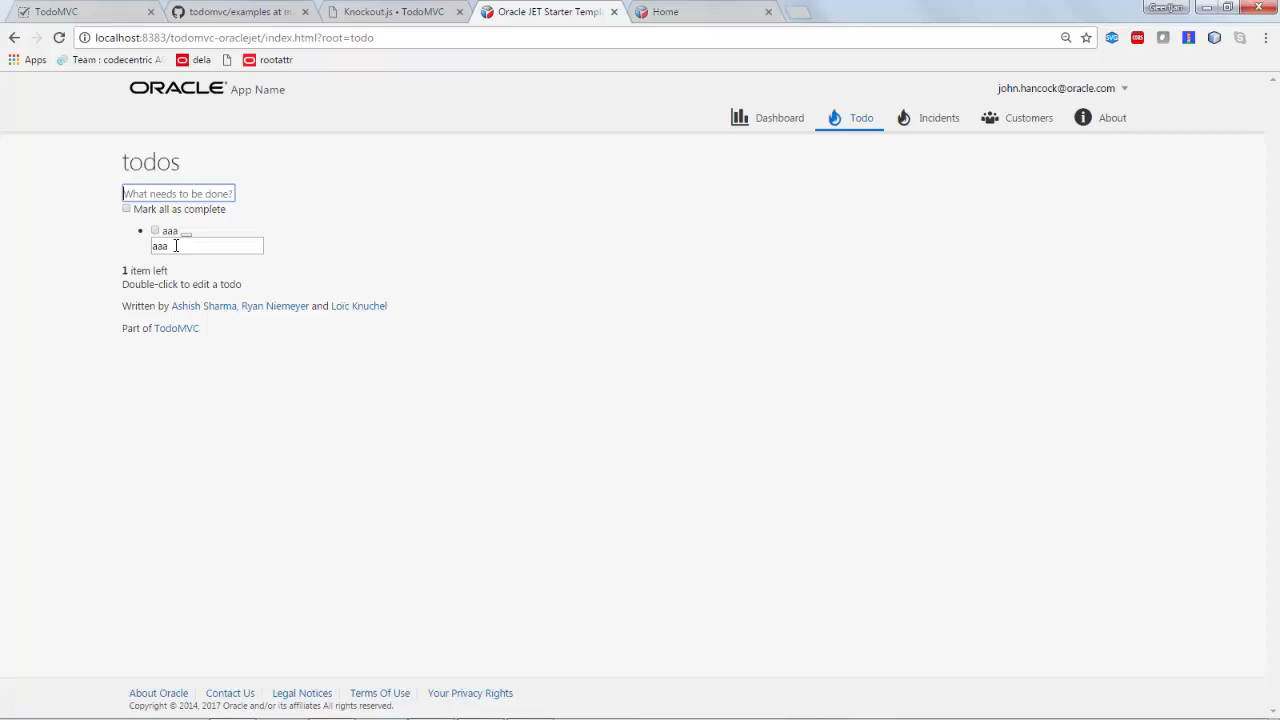 TodoMVC
todomvc/examples at m
Knockout.js • TodoMVC
Oracle JET Starter Templ
Home
localhost:8383/todomvc-oraclejet/index.html?root=todo
Apps
Team : codecentric A
dela
rootattr
ORACLE® App Name
john.hancock@oracle.com
Dashboard
Todo
Incidents
Customers
About
todos
What needs to be done?
Mark all as complete
• aaa
aaa
1 item left
Double-click to edit a todo
Written by Ashish Sharma, Ryan Niemeyer and Loïc Knuchel
Part of TodoMVC
About Oracle
Contact Us
Legal Notices
Terms Of Use
Your Privacy Rights
Copyright © 2014, 2017 Oracle and/or its affiliates All rights reserved.